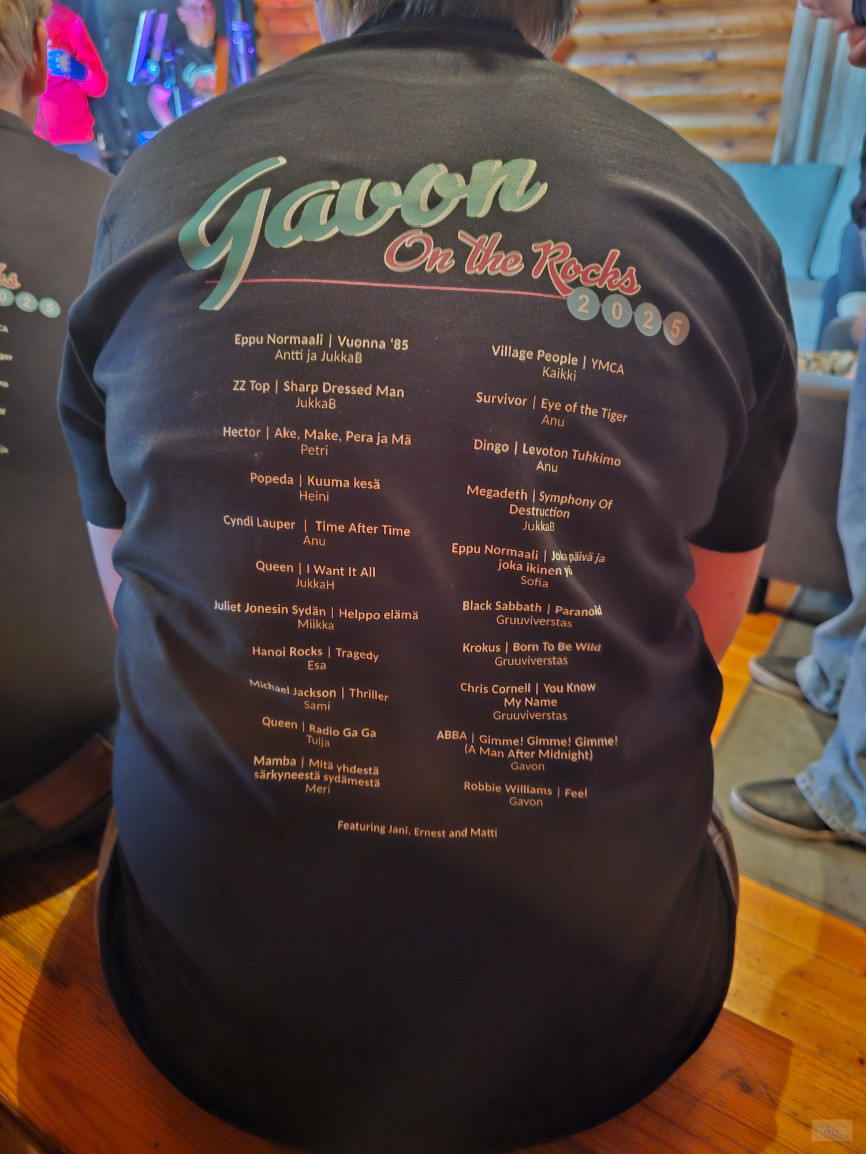 Gavon
On the Rocks
2025
Eppu Normaali | Vuonna '85
Antti ja JukkaB
ZZ Top | Sharp Dressed Man
JukkaB
Hector | Ake, Make, Pera ja Mä
Petri
Popeda | Kuuma kesä
Heini
Cyndi Lauper | Time After Time
Anu
Queen | I Want It All
JukkaH
Juliet Jonesin Sydän | Helppo elämä
Miikka
Hanoi Rocks | Tragedy
Esa
Michael Jackson | Thriller
Sami
Queen | Radio Ga Ga
Tuija
Mamba | Mitä yhdestä
särkyneestä sydämestä
Meri
Village People | YMCA
Kaikki
Survivor | Eye of the Tiger
Anu
Dingo | Levoton Tuhkimo
Anu
Megadeth | Symphony Of
Destruction
JukkaB
Eppu Normaali | Joka päivä ja
joka ikinen yö
Sofia
Black Sabbath | Paranoid
Gruuviverstas
Krokus | Born To Be Wild
Gruuviverstas
Chris Cornell | You Know
My Name
Gruuviverstas
ABBA | Gimme! Gimme! Gimme!
(A Man After Midnight)
Gavon
Robbie Williams | Feel
Gavon
Featuring Jani, Ernest and Matti